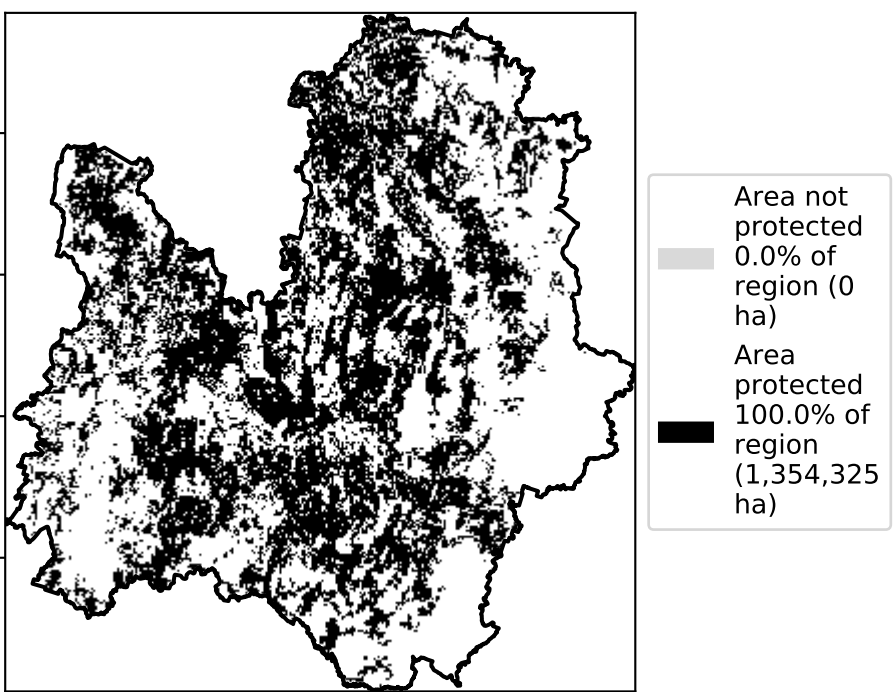 Area not
protected
0.0% of
region (0
ha)
Area
protected
100.0% of
region
(1,354,325
ha)